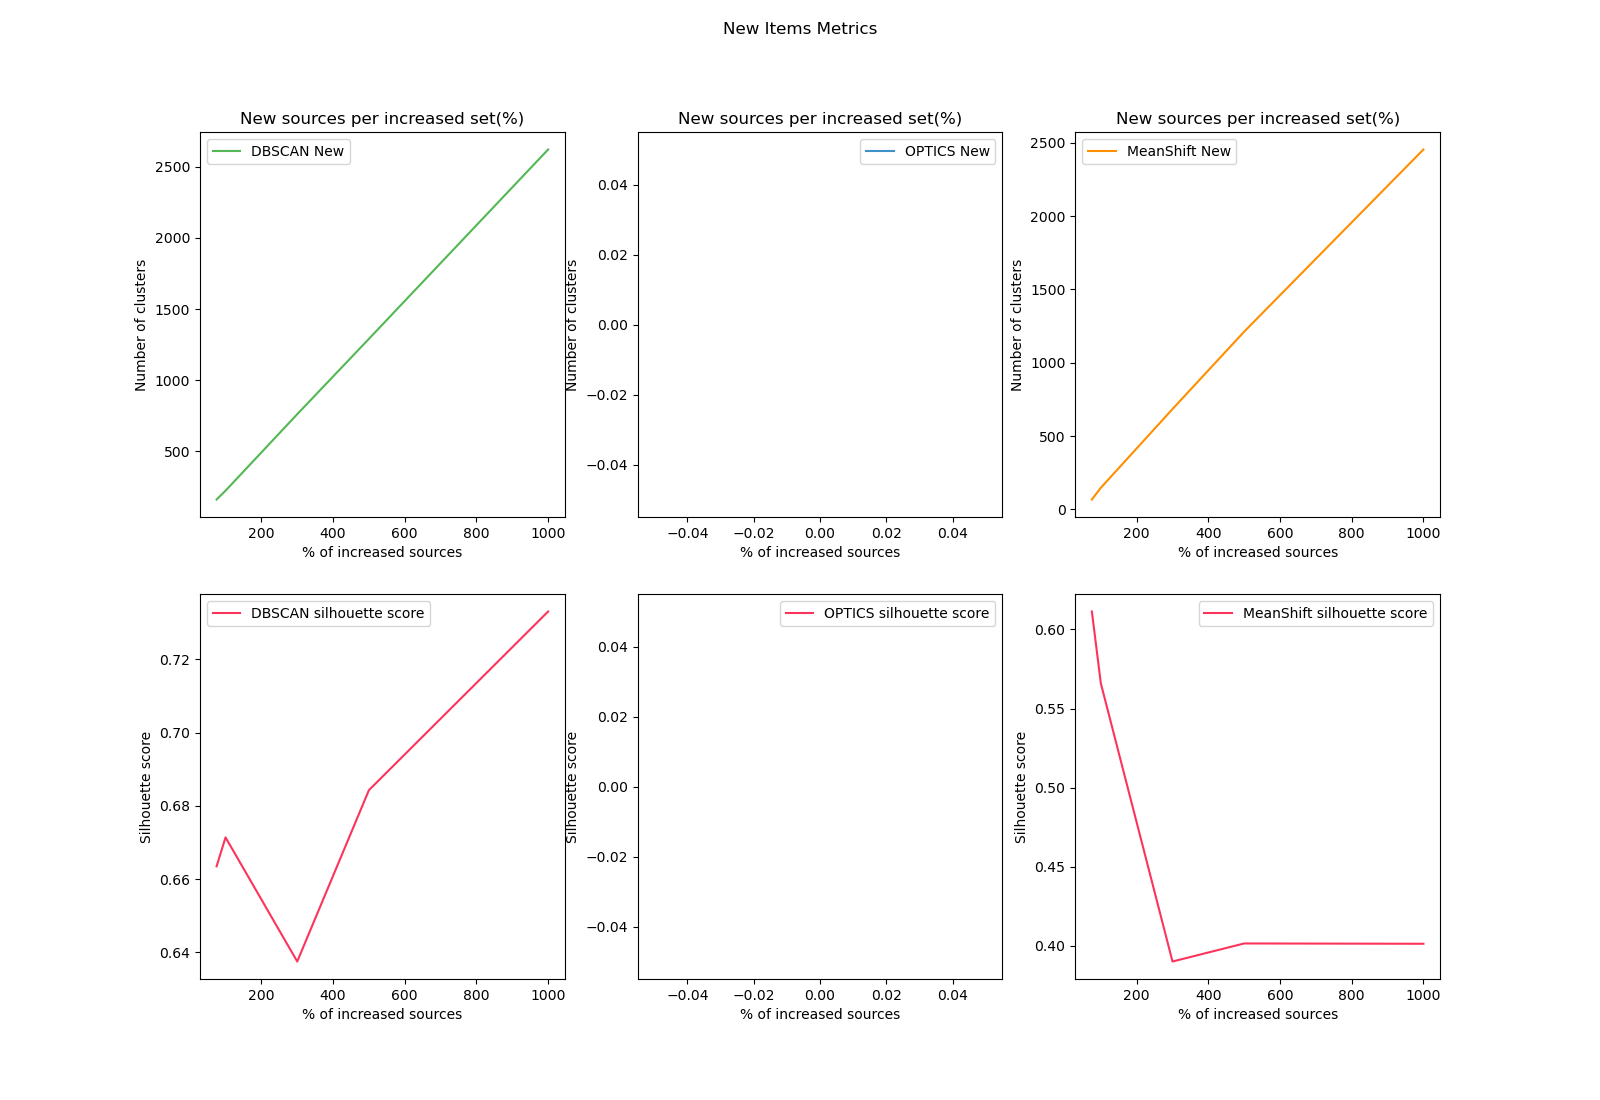 New Items Metrics
New sources per increased set(%)
DBSCAN New
Number of clusters
2500
2000
1500
1000
500
200 400 600 800 1000
% of increased sources
New sources per increased set(%)
OPTICS New
Number of clusters
0.04
0.02
0.00
−0.02
−0.04
−0.04 −0.02 0.00 0.02 0.04
% of increased sources
New sources per increased set(%)
MeanShift New
Number of clusters
2500
2000
1500
1000
500
0
200 400 600 800 1000
% of increased sources
DBSCAN silhouette score
Silhouette score
0.72
0.70
0.68
0.66
0.64
200 400 600 800 1000
% of increased sources
OPTICS silhouette score
Silhouette score
0.04
0.02
0.00
−0.02
−0.04
−0.04 −0.02 0.00 0.02 0.04
% of increased sources
MeanShift silhouette score
Silhouette score
0.60
0.55
0.50
0.45
0.40
200 400 600 800 1000
% of increased sources